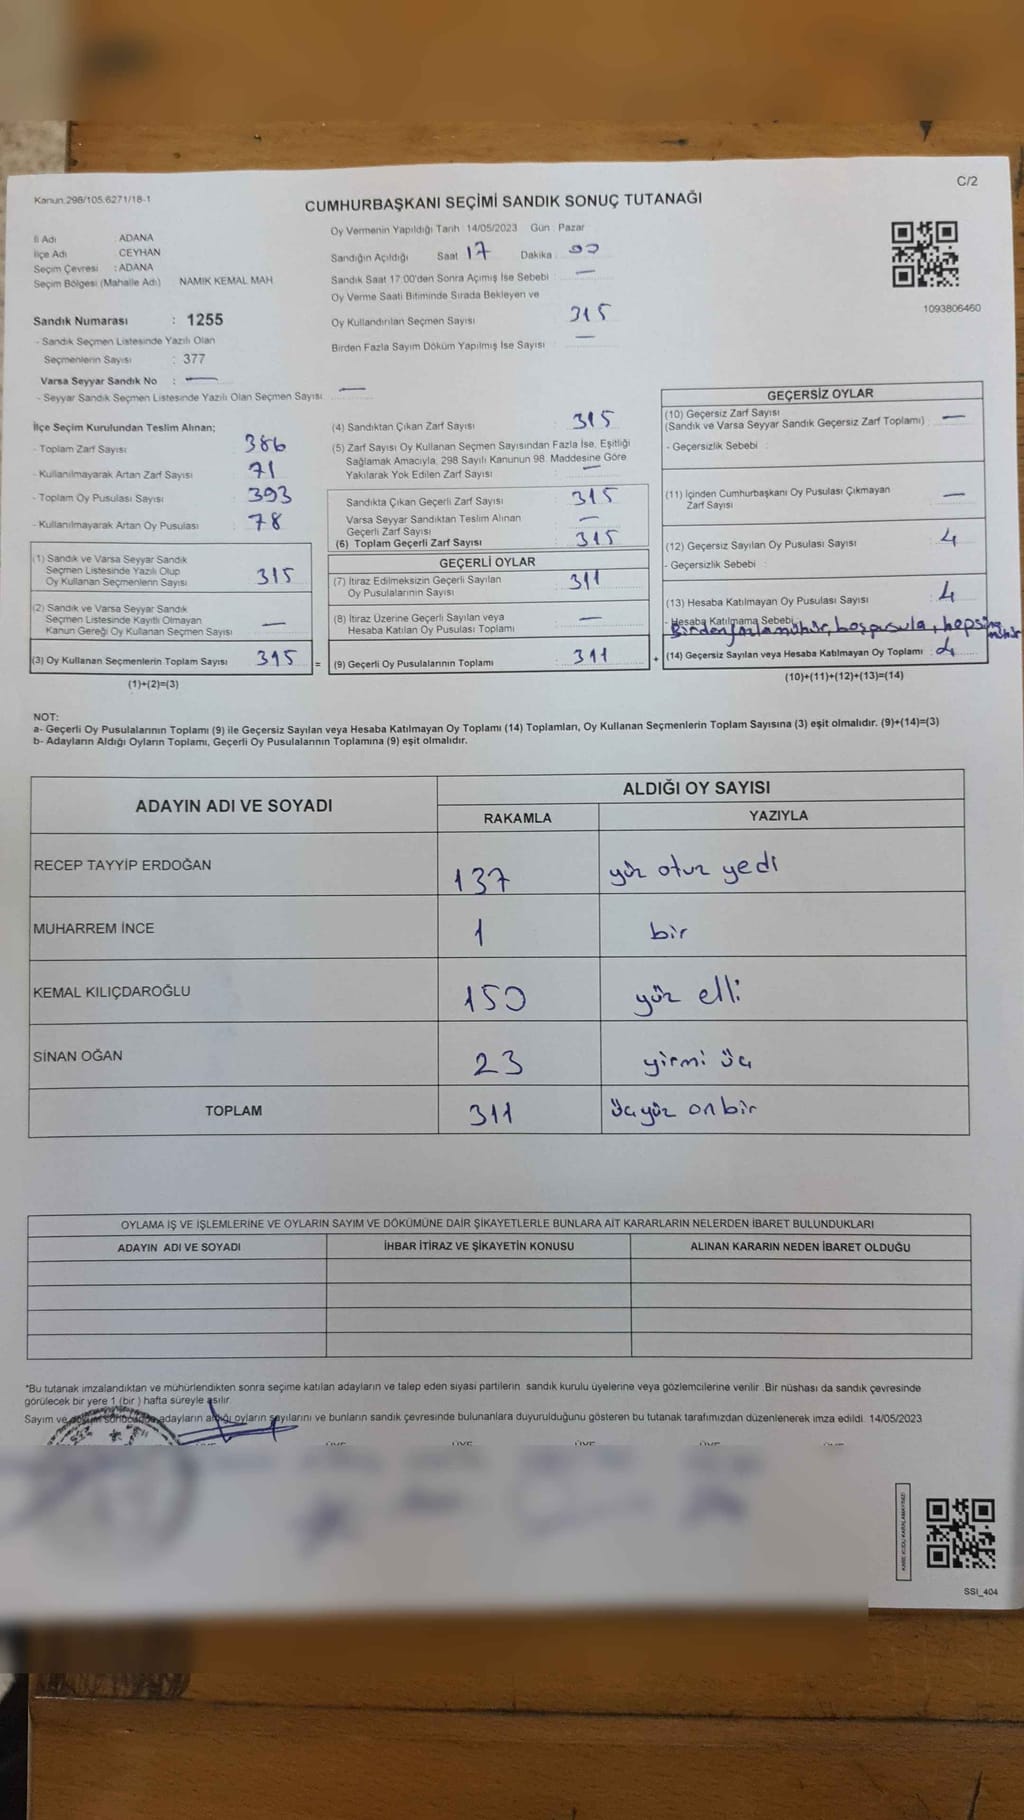 C/2
Kanun:298/105.6271/18-1
CUMHURBAŞKANI SEÇİMİ SANDIK SONUÇ TUTANAĞI
İl Adı : ADANA
İlçe Adı : CEYHAN
Seçim Çevresi : ADANA
Seçim Bölgesi (Mahalle Adı) NAMIK KEMAL MAH
Oy Vermenin Yapıldığı Tarih 14/05/2023 Gün : Pazar
Sandığın Açıldığı Saat 17 Dakika : 00
Sandık Saat 17:00'den Sonra Açımış İse Sebebi : —
Oy Verme Saati Bitiminde Sırada Bekleyen ve
Oy Kullandırılan Seçmen Sayısı 315
Birden Fazla Sayım Döküm Yapılmış İse Sayısı : —
1093806460
Sandık Numarası : 1255
- Sandık Seçmen Listesinde Yazılı Olan
Seçmenlerin Sayısı : 377
Varsa Seyyar Sandık No : —
- Seyyar Sandık Seçmen Listesinde Yazılı Olan Seçmen Sayısı : —
İlçe Seçim Kurulundan Teslim Alınan;
- Toplam Zarf Sayısı : 386
- Kullanılmayarak Artan Zarf Sayısı : 71
- Toplam Oy Pusulası Sayısı : 393
- Kullanılmayarak Artan Oy Pusulası : 78
(1) Sandık ve Varsa Seyyar Sandık
Seçmen Listesinde Yazılı Olup
Oy Kullanan Seçmenlerin Sayısı : 315
(2) Sandık ve Varsa Seyyar Sandık
Seçmen Listesinde Kayıtlı Olmayan
Kanun Gereği Oy Kullanan Seçmen Sayısı : —
(3) Oy Kullanan Seçmenlerin Toplam Sayısı : 315 =
(1)+(2)=(3)
(4) Sandıktan Çıkan Zarf Sayısı : 315
(5) Zarf Sayısı Oy Kullanan Seçmen Sayısından Fazla İse, Eşitliği
Sağlamak Amacıyla, 298 Sayılı Kanunun 98. Maddesine Göre
Yakılarak Yok Edilen Zarf Sayısı : —
Sandıkta Çıkan Geçerli Zarf Sayısı : 315
Varsa Seyyar Sandıktan Teslim Alınan
Geçerli Zarf Sayısı : —
(6) Toplam Geçerli Zarf Sayısı : 315
GEÇERLİ OYLAR
(7) İtiraz Edilmeksizin Geçerli Sayılan
Oy Pusulalarının Sayısı : 311
(8) İtiraz Üzerine Geçerli Sayılan veya
Hesaba Katılan Oy Pusulası Toplamı : —
(9) Geçerli Oy Pusulalarının Toplamı : 311 +
GEÇERSİZ OYLAR
(10) Geçersiz Zarf Sayısı
(Sandık ve Varsa Seyyar Sandık Geçersiz Zarf Toplamı) : —
- Geçersizlik Sebebi :
(11) İçinden Cumhurbaşkanı Oy Pusulası Çıkmayan
Zarf Sayısı : —
(12) Geçersiz Sayılan Oy Pusulası Sayısı : 4
- Geçersizlik Sebebi :
(13) Hesaba Katılmayan Oy Pusulası Sayısı : 4
- Hesaba Katılmama Sebebi
Birden fazla mühür, boş pusula, hepsine mühür
(14) Geçersiz Sayılan veya Hesaba Katılmayan Oy Toplamı : 4
(10)+(11)+(12)+(13)=(14)
NOT:
a- Geçerli Oy Pusulalarının Toplamı (9) ile Geçersiz Sayılan veya Hesaba Katılmayan Oy Toplamı (14) Toplamları, Oy Kullanan Seçmenlerin Toplam Sayısına (3) eşit olmalıdır. (9)+(14)=(3)
b- Adayların Aldığı Oyların Toplamı, Geçerli Oy Pusulalarının Toplamına (9) eşit olmalıdır.
ADAYIN ADI VE SOYADI ALDIĞI OY SAYISI
RAKAMLA YAZIYLA
RECEP TAYYİP ERDOĞAN 137 yüz otuz yedi
MUHARREM İNCE 1 bir
KEMAL KILIÇDAROĞLU 150 yüz elli
SİNAN OĞAN 23 yirmi üç
TOPLAM 311 üçyüz onbir
OYLAMA İŞ VE İŞLEMLERİNE VE OYLARIN SAYIM VE DÖKÜMÜNE DAİR ŞİKAYETLERLE BUNLARA AİT KARARLARIN NELERDEN İBARET BULUNDUKLARI
ADAYIN ADI VE SOYADI İHBAR İTİRAZ VE ŞİKAYETİN KONUSU ALINAN KARARIN NEDEN İBARET OLDUĞU
*Bu tutanak imzalandıktan ve mühürlendikten sonra seçime katılan adayların ve talep eden siyasi partilerin sandık kurulu üyelerine veya gözlemcilerine verilir .Bir nüshası da sandık çevresinde
görülecek bir yere 1 (bir ) hafta süreyle asılır.
Sayım ve döküm sonucunda adayların aldığı oyların sayılarını ve bunların sandık çevresinde bulunanlara duyurulduğunu gösteren bu tutanak tarafımızdan düzenlenerek imza edildi. 14/05/2023
SSI_404